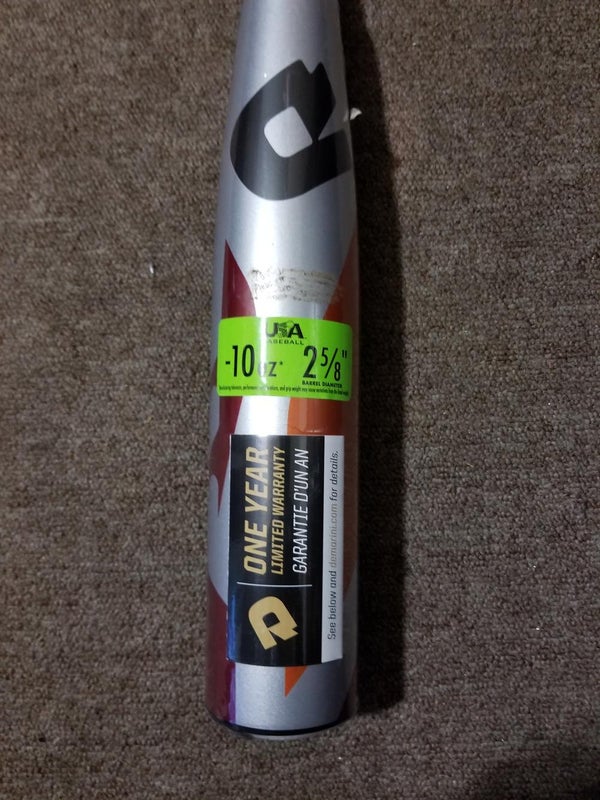 USA
BASEBALL
-10 oz* 2 5/8"
BARREL DIAMETER
ONE YEAR
LIMITED WARRANTY
GARANTIE D'UN AN
See below and demarini.com for details.